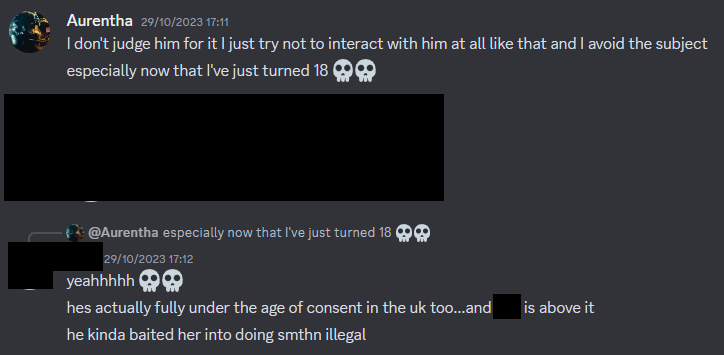 Aurentha 29/10/2023 17:11
I don't judge him for it I just try not to interact with him at all like that and I avoid the subject
especially now that I've just turned 18 💀💀
@Aurentha especially now that I've just turned 18 💀💀
29/10/2023 17:12
yeahhhhh 💀💀
hes actually fully under the age of consent in the uk too...and is above it
he kinda baited her into doing smthn illegal